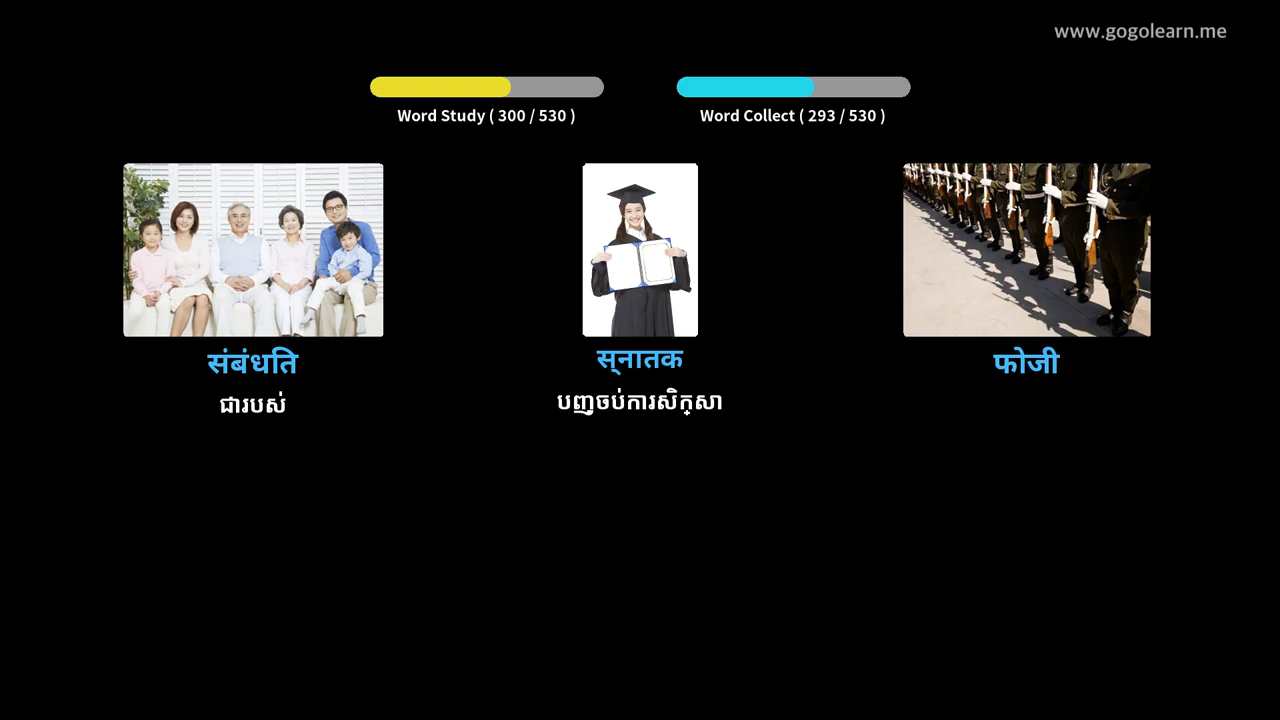 www.gogolearn.me
Word Study ( 300 / 530 )
Word Collect ( 293 / 530 )
संबंधति
ជារបស់
स्नातक
បញ្ចប់ការសិក្សា
फोजी